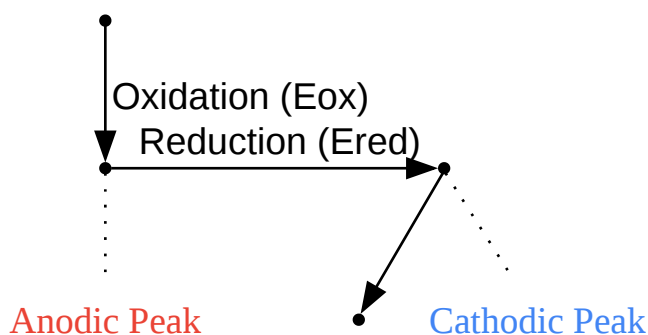 Oxidation (Eox)
Reduction (Ered)
Anodic Peak
Cathodic Peak